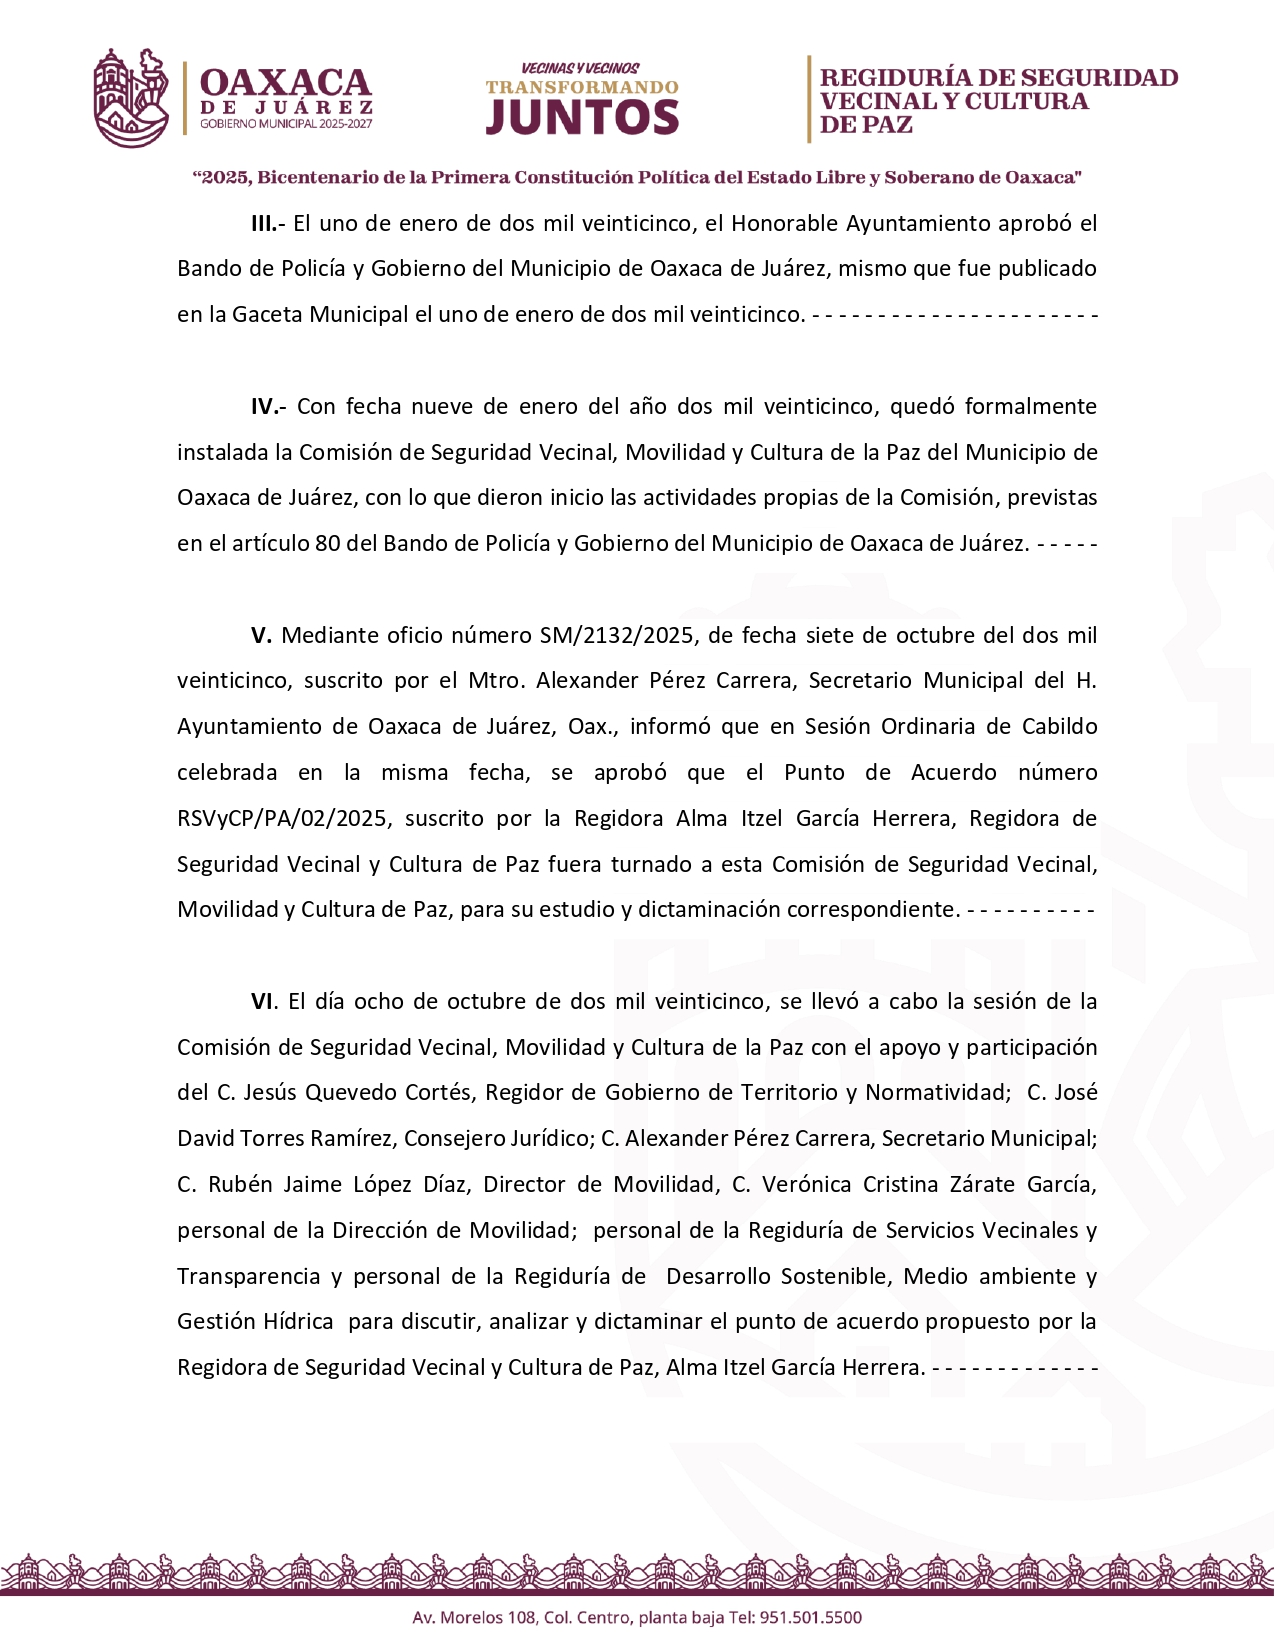 OAXACA
DE JUÁREZ
GOBIERNO MUNICIPAL 2025-2027
VECINAS Y VECINOS
TRANSFORMANDO
JUNTOS
REGIDURÍA DE SEGURIDAD
VECINAL Y CULTURA
DE PAZ
“2025, Bicentenario de la Primera Constitución Política del Estado Libre y Soberano de Oaxaca"
III.- El uno de enero de dos mil veinticinco, el Honorable Ayuntamiento aprobó el
Bando de Policía y Gobierno del Municipio de Oaxaca de Juárez, mismo que fue publicado
en la Gaceta Municipal el uno de enero de dos mil veinticinco. - - - - - - - - - - - - - - - - - - - - - -
IV.- Con fecha nueve de enero del año dos mil veinticinco, quedó formalmente
instalada la Comisión de Seguridad Vecinal, Movilidad y Cultura de la Paz del Municipio de
Oaxaca de Juárez, con lo que dieron inicio las actividades propias de la Comisión, previstas
en el artículo 80 del Bando de Policía y Gobierno del Municipio de Oaxaca de Juárez. - - - - -
V. Mediante oficio número SM/2132/2025, de fecha siete de octubre del dos mil
veinticinco, suscrito por el Mtro. Alexander Pérez Carrera, Secretario Municipal del H.
Ayuntamiento de Oaxaca de Juárez, Oax., informó que en Sesión Ordinaria de Cabildo
celebrada en la misma fecha, se aprobó que el Punto de Acuerdo número
RSVyCP/PA/02/2025, suscrito por la Regidora Alma Itzel García Herrera, Regidora de
Seguridad Vecinal y Cultura de Paz fuera turnado a esta Comisión de Seguridad Vecinal,
Movilidad y Cultura de Paz, para su estudio y dictaminación correspondiente. - - - - - - - - - -
VI. El día ocho de octubre de dos mil veinticinco, se llevó a cabo la sesión de la
Comisión de Seguridad Vecinal, Movilidad y Cultura de la Paz con el apoyo y participación
del C. Jesús Quevedo Cortés, Regidor de Gobierno de Territorio y Normatividad; C. José
David Torres Ramírez, Consejero Jurídico; C. Alexander Pérez Carrera, Secretario Municipal;
C. Rubén Jaime López Díaz, Director de Movilidad, C. Verónica Cristina Zárate García,
personal de la Dirección de Movilidad; personal de la Regiduría de Servicios Vecinales y
Transparencia y personal de la Regiduría de Desarrollo Sostenible, Medio ambiente y
Gestión Hídrica para discutir, analizar y dictaminar el punto de acuerdo propuesto por la
Regidora de Seguridad Vecinal y Cultura de Paz, Alma Itzel García Herrera. - - - - - - - - - - - - -
Av. Morelos 108, Col. Centro, planta baja Tel: 951.501.5500